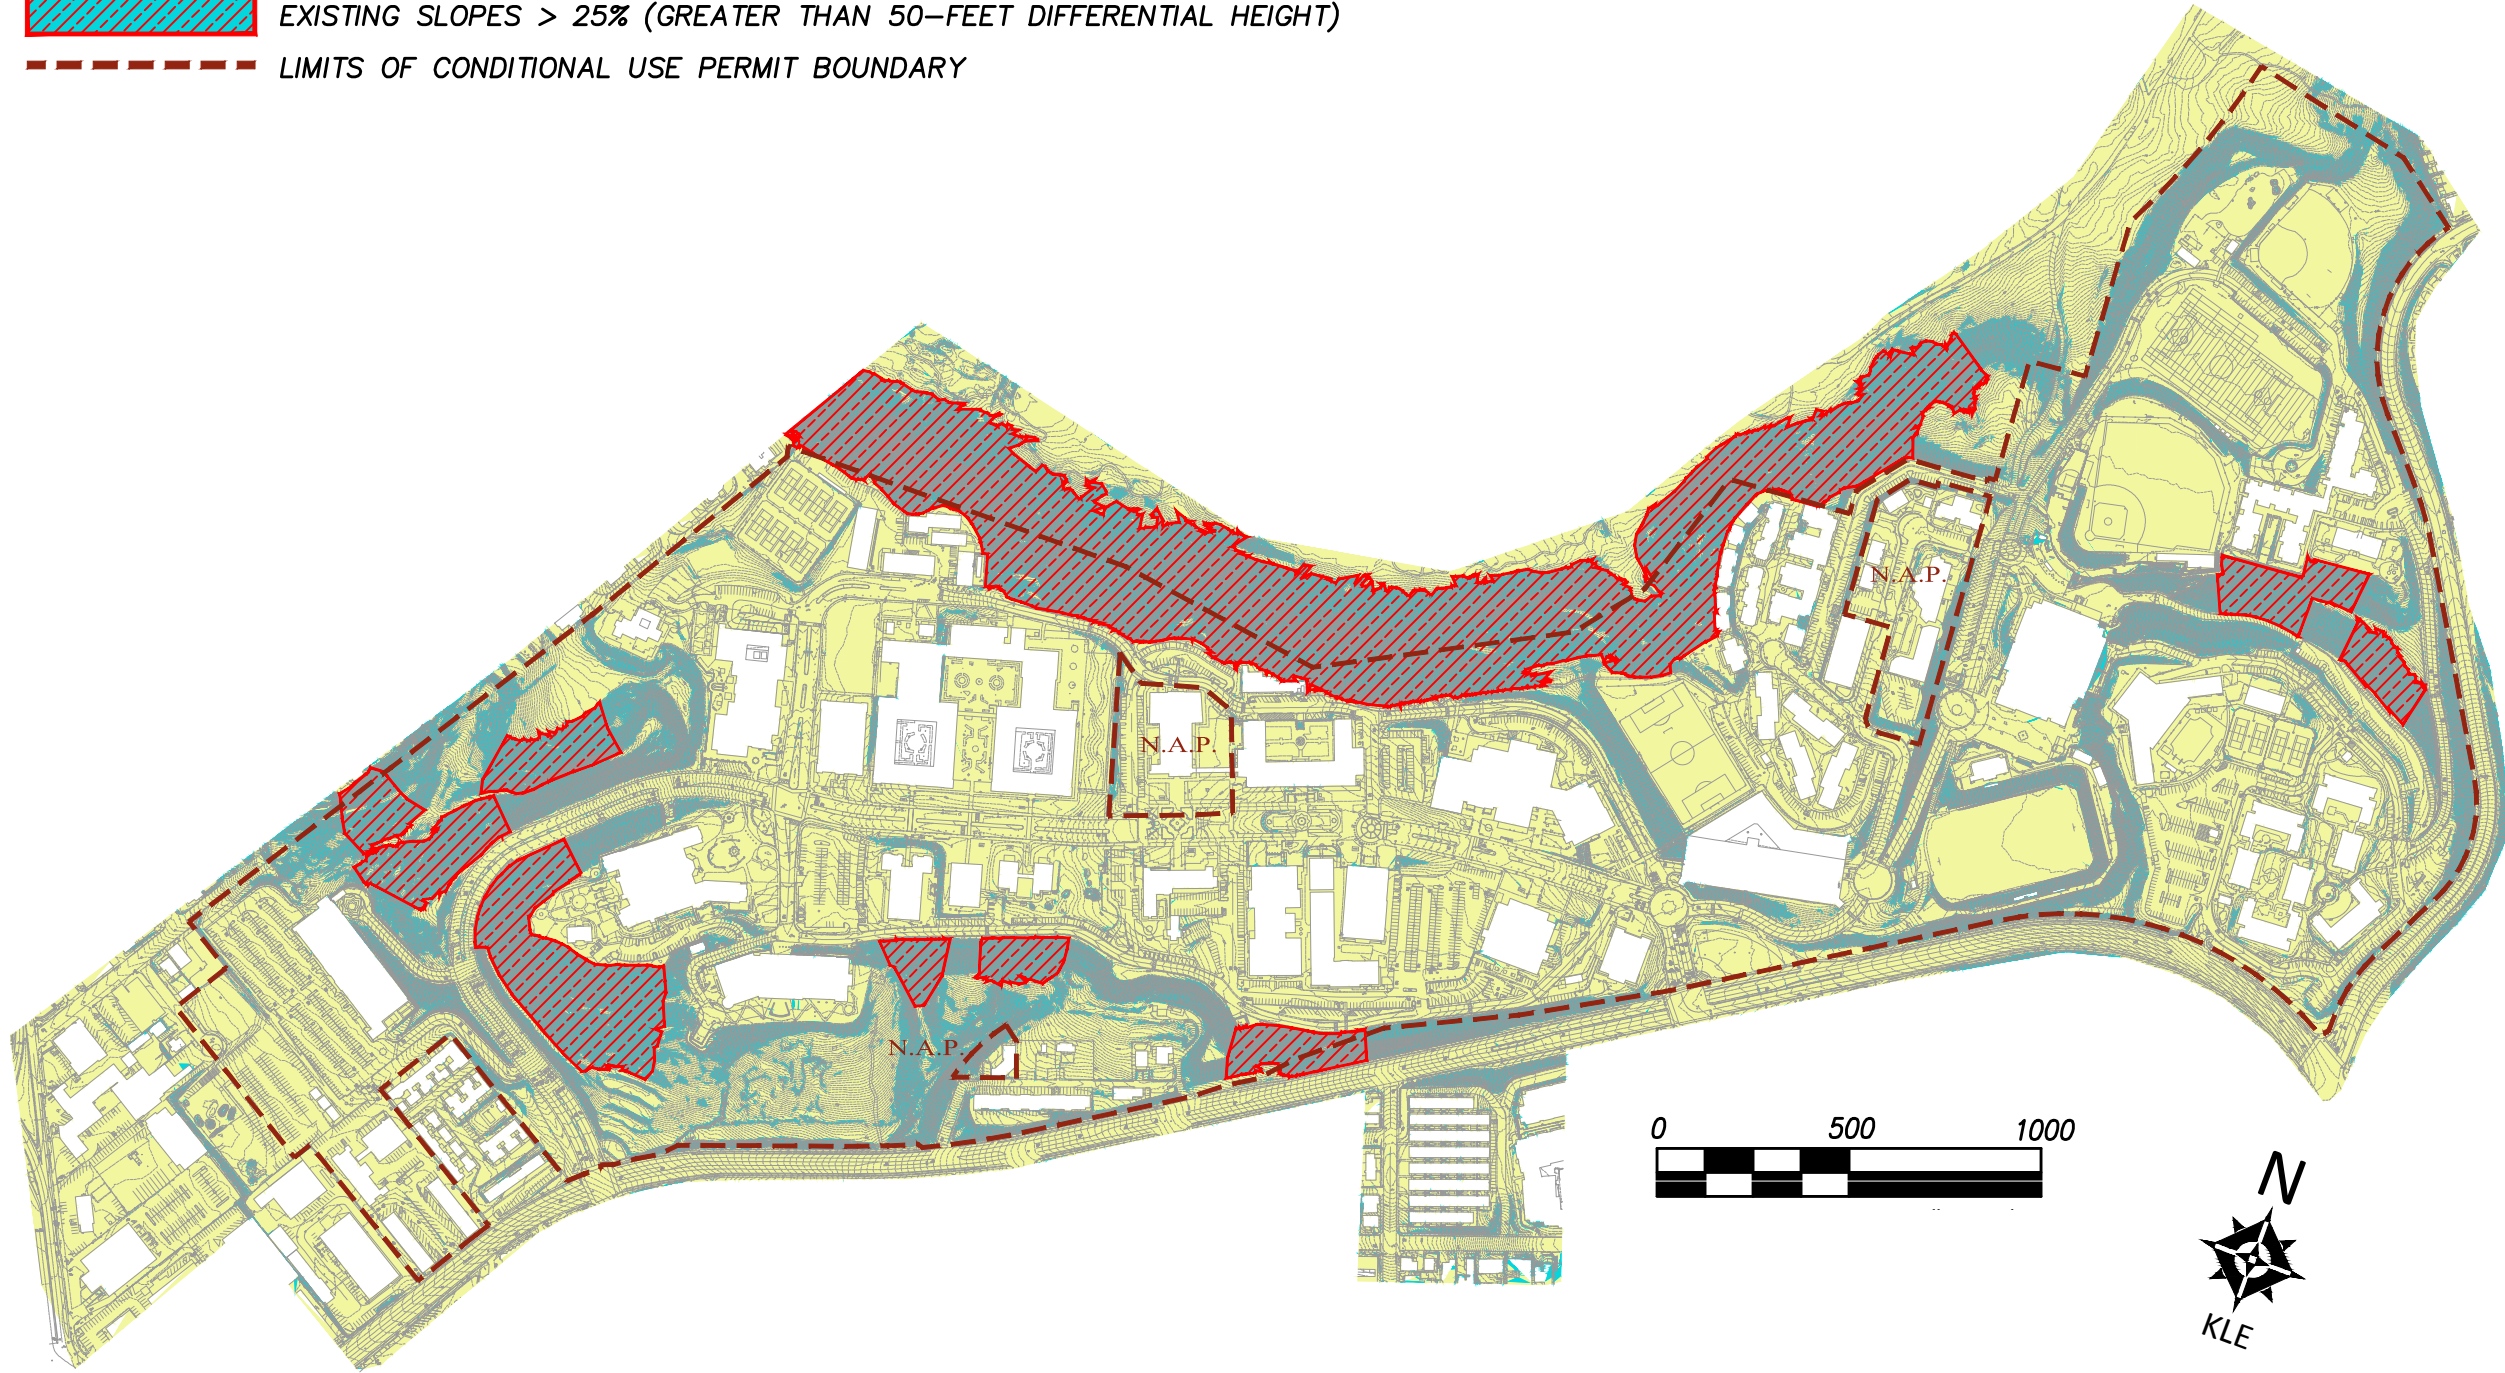 EXISTING SLOPES > 25% (GREATER THAN 50-FEET DIFFERENTIAL HEIGHT)
LIMITS OF CONDITIONAL USE PERMIT BOUNDARY
N.A.P.
N.A.P.
N.A.P.
0 500 1000
N
KLE